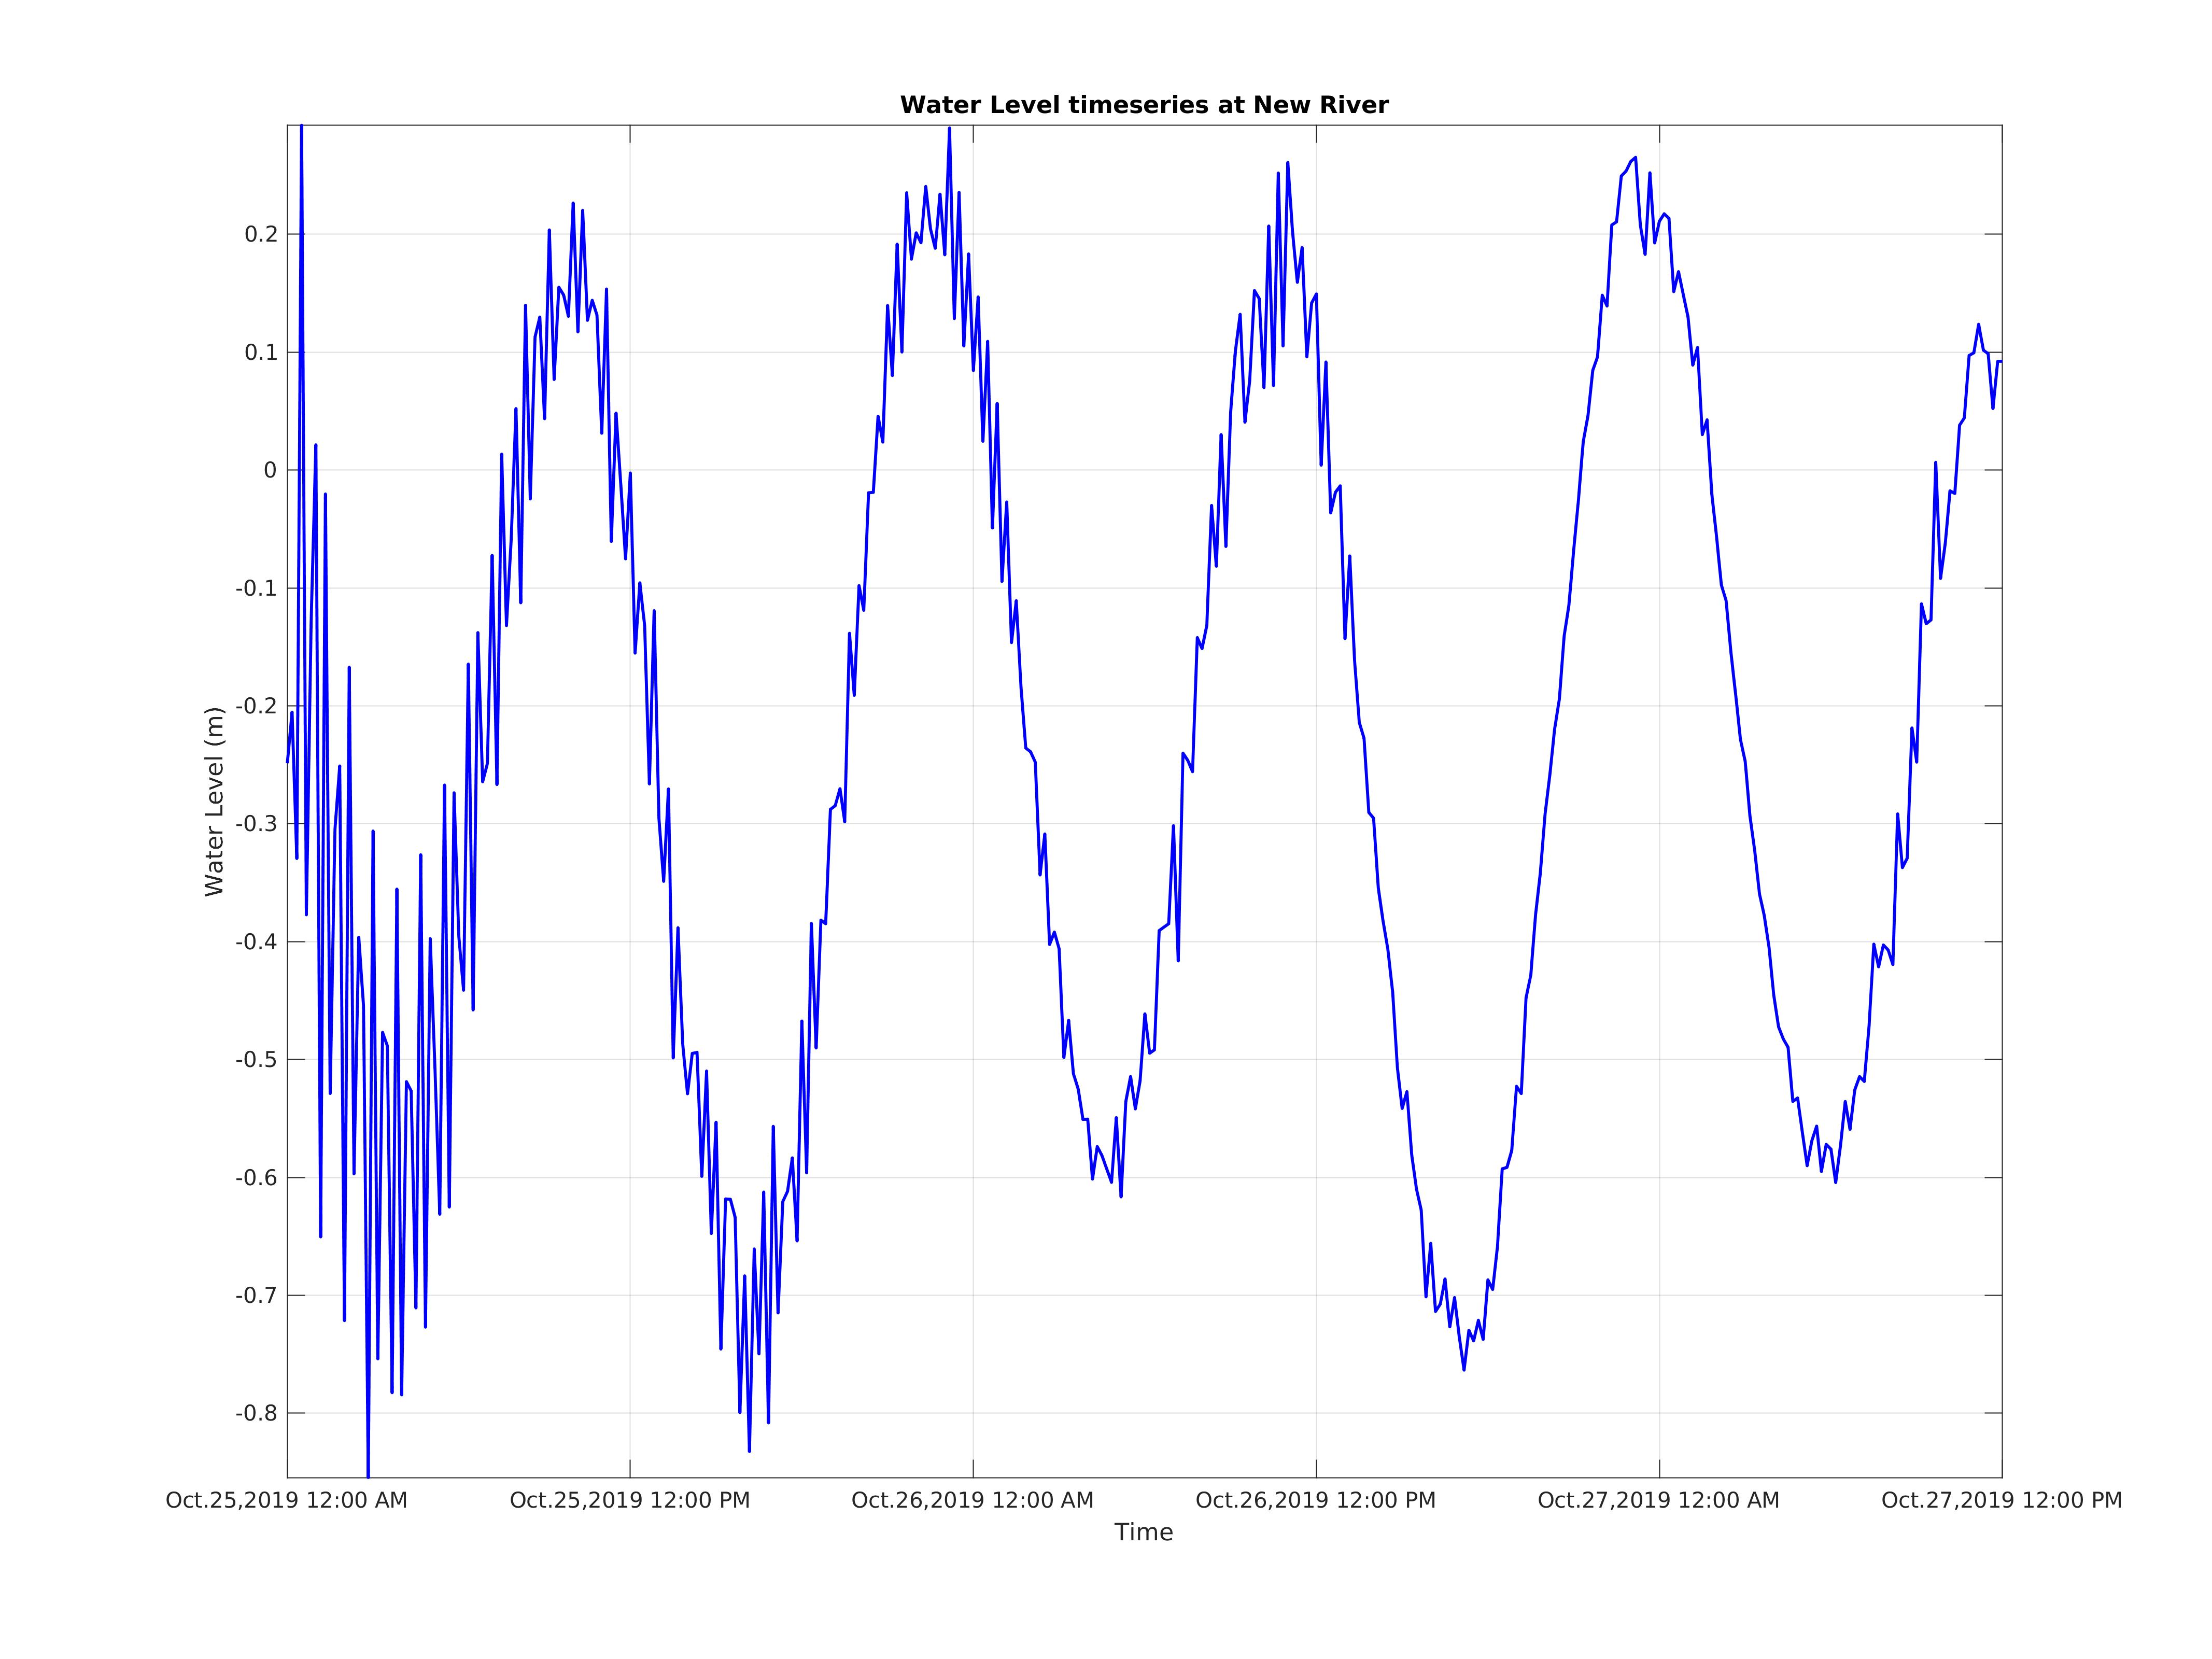 Water Level timeseries at New River
0.2
0.1
0
-0.1
-0.2
-0.3
-0.4
-0.5
-0.6
-0.7
-0.8
Water Level (m)
Oct.25,2019 12:00 AM
Oct.25,2019 12:00 PM
Oct.26,2019 12:00 AM
Oct.26,2019 12:00 PM
Oct.27,2019 12:00 AM
Oct.27,2019 12:00 PM
Time